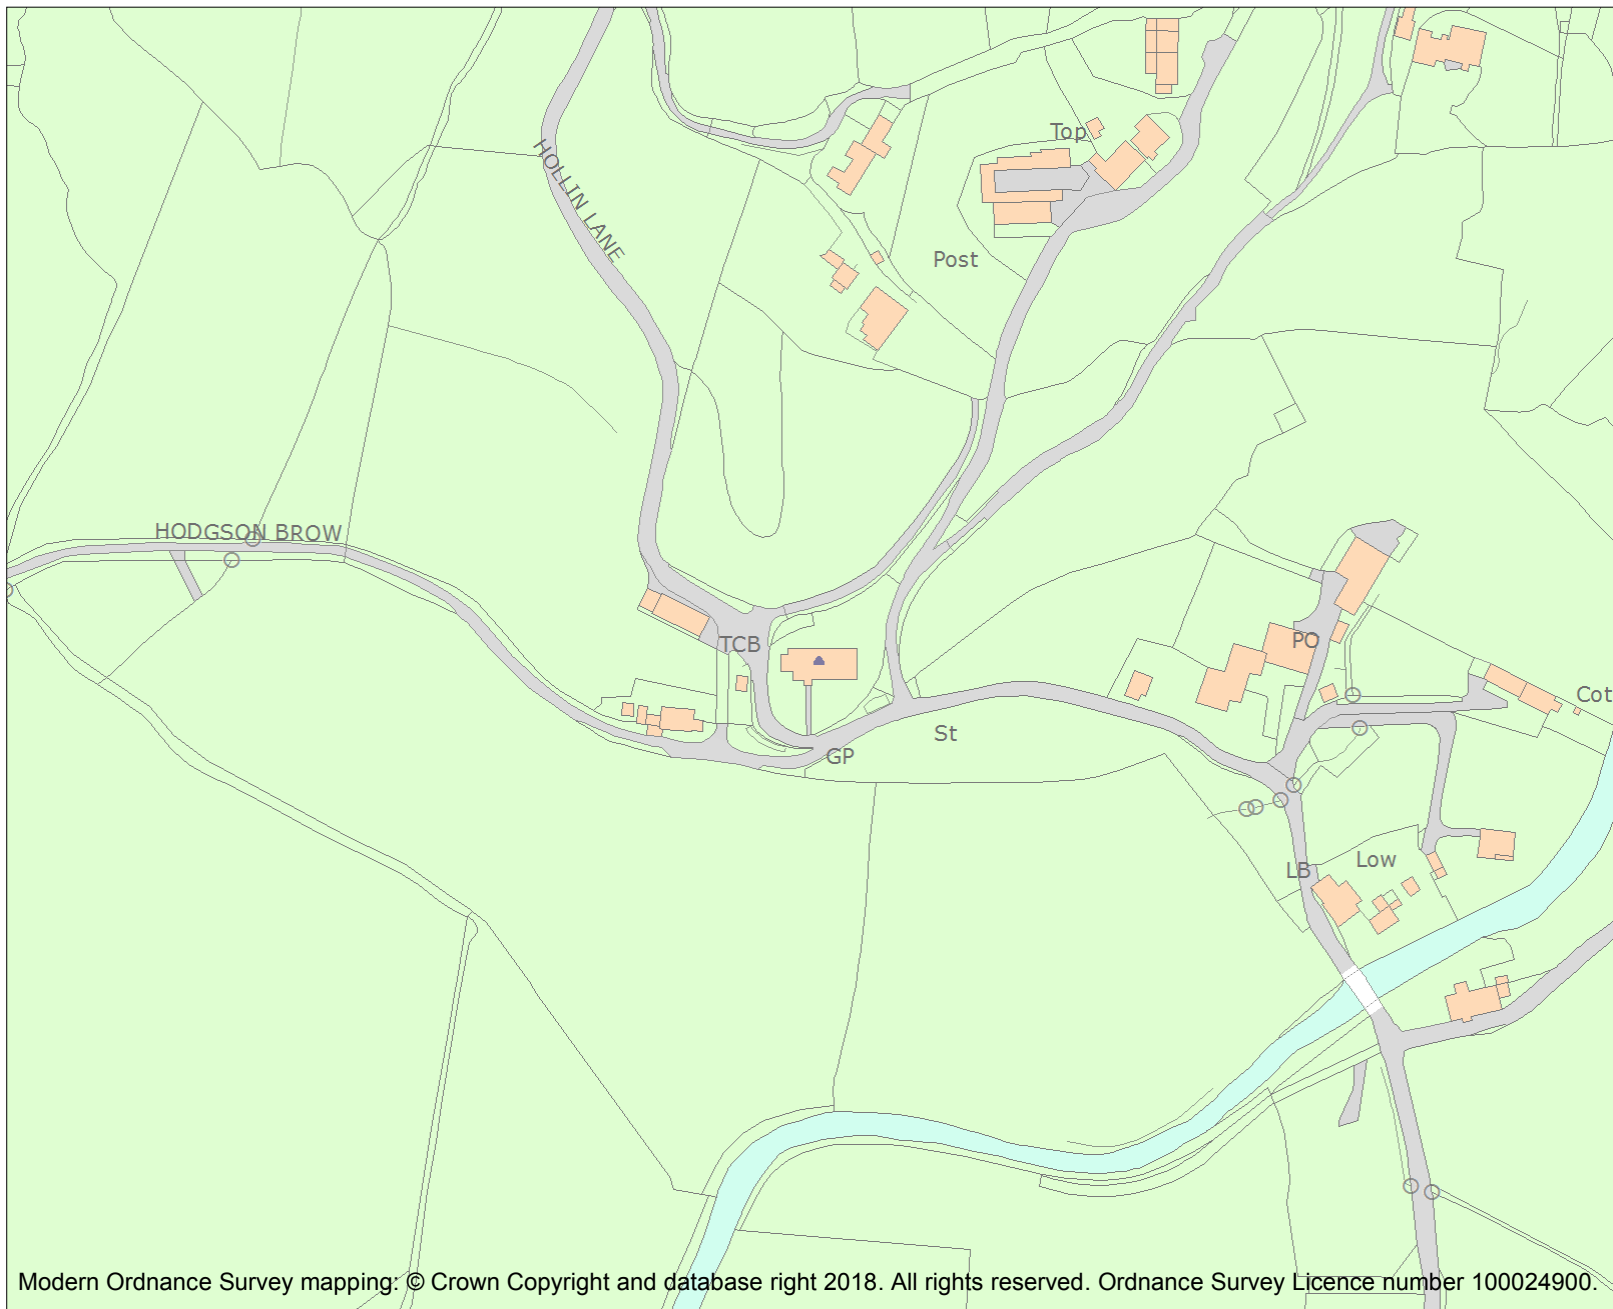 Top
HOLLIN LANE
Post
HODGSON BROW
TCB
PO
Cot
St
GP
LB
Low
Modern Ordnance Survey mapping: © Crown Copyright and database right 2018. All rights reserved. Ordnance Survey Licence number 100024900.